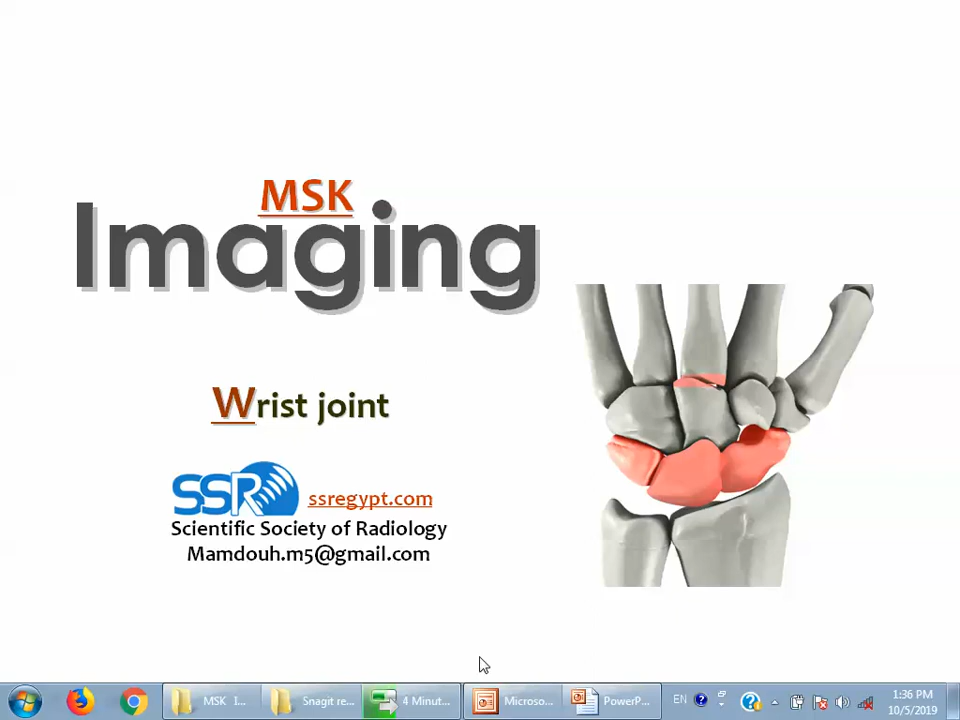 MSK
Imaging
Wrist joint
SSR ssregypt.com
Scientific Society of Radiology
Mamdouh.m5@gmail.com
MSK I... Snagit re... 4 Minut... Microso... PowerP... EN 1:36 PM
10/5/2019